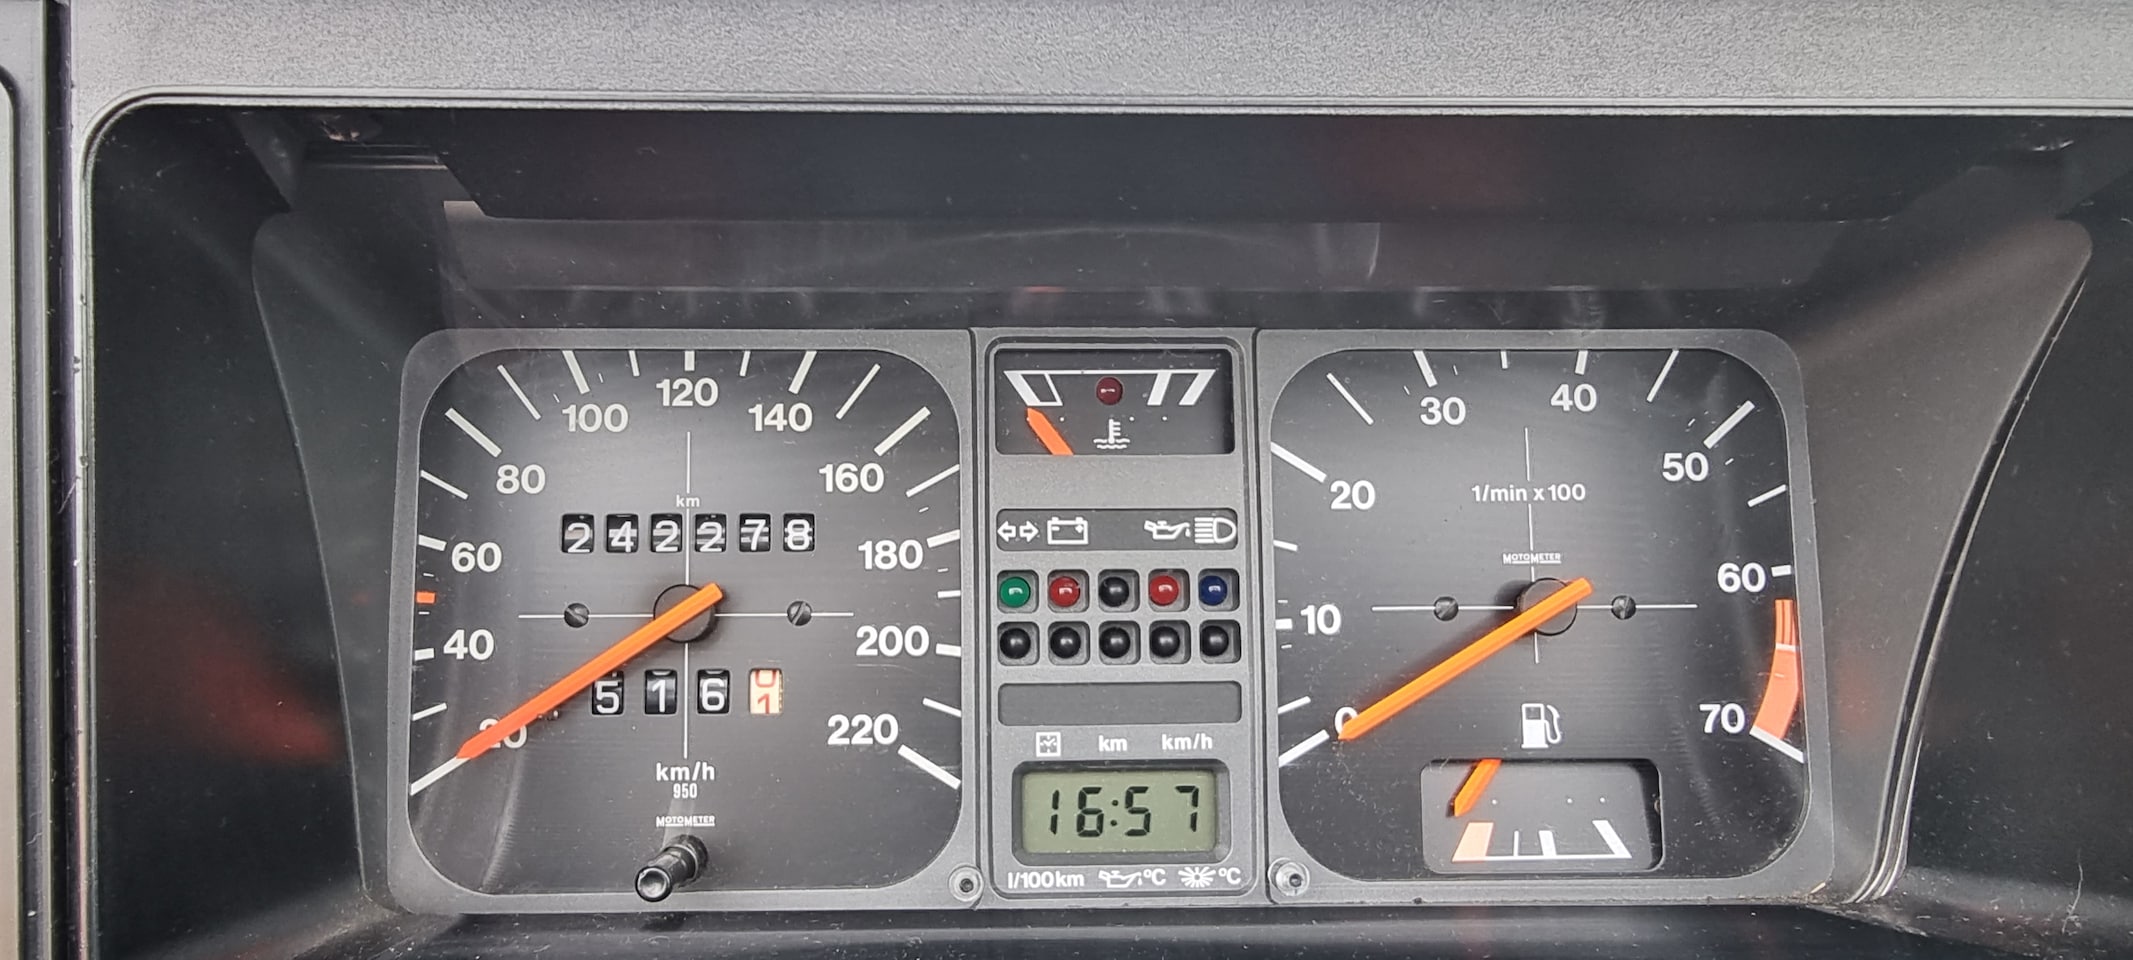 120
100 140
80 160
km
242278
60 180
40 200
5161
20 220
km/h
950
MOTOMETER
km km/h
16:57
l/100km °C °C
30 40
20 50
1/min x 100
MOTOMETER
10 60
0 70